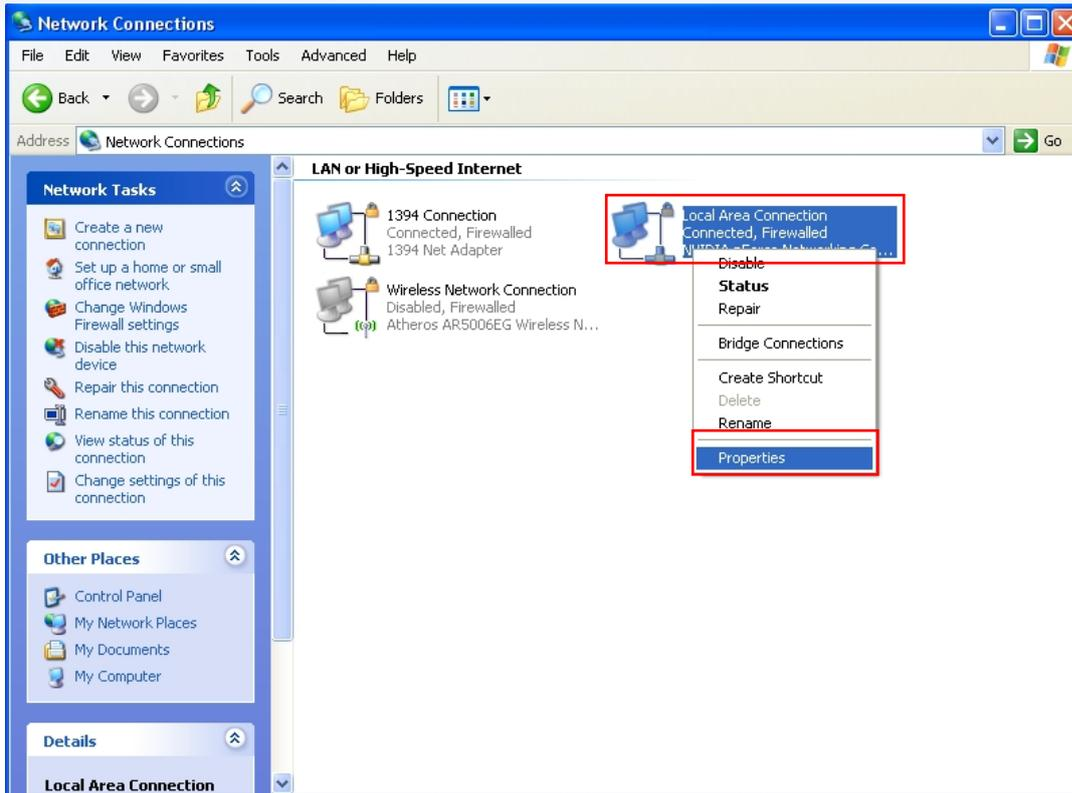 Network Connections
File Edit View Favorites Tools Advanced Help
Back Search Folders
Address Network Connections Go
Network Tasks
Create a new
connection
Set up a home or small
office network
Change Windows
Firewall settings
Disable this network
device
Repair this connection
Rename this connection
View status of this
connection
Change settings of this
connection
Other Places
Control Panel
My Network Places
My Documents
My Computer
Details
Local Area Connection
LAN or High-Speed Internet
1394 Connection
Connected, Firewalled
1394 Net Adapter
Wireless Network Connection
Disabled, Firewalled
Atheros AR5006EG Wireless N...
Local Area Connection
Connected, Firewalled
NVIDIA nForce Networking Co...
Disable
Status
Repair
Bridge Connections
Create Shortcut
Delete
Rename
Properties